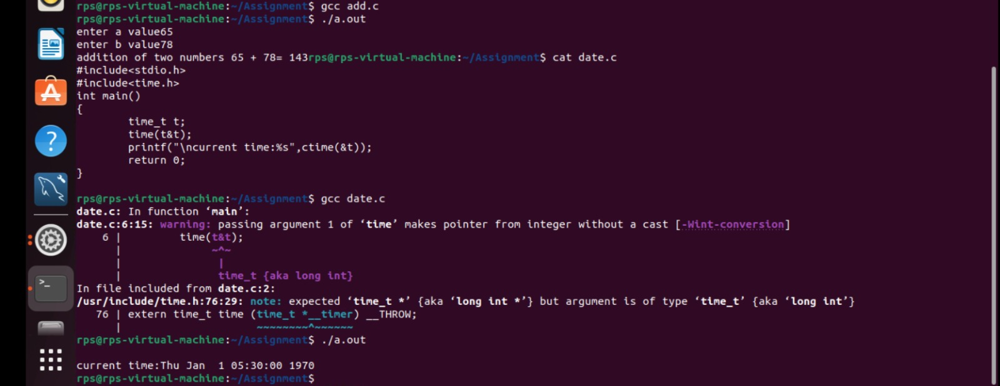 rps@rps-virtual-machine:~/Assignment$ gcc add.c
rps@rps-virtual-machine:~/Assignment$ ./a.out
enter a value65
enter b value78
addition of two numbers 65 + 78= 143rps@rps-virtual-machine:~/Assignment$ cat date.c
#include<stdio.h>
#include<time.h>
int main()
{
        time_t t;
        time(t&t);
        printf("\ncurrent time:%s",ctime(&t));
        return 0;
}
rps@rps-virtual-machine:~/Assignment$ gcc date.c
date.c: In function ‘main’:
date.c:6:15: warning: passing argument 1 of ‘time’ makes pointer from integer without a cast [-Wint-conversion]
    6 |         time(t&t);
      |              ~^~
      |               |
      |               time_t {aka long int}
In file included from date.c:2:
/usr/include/time.h:76:29: note: expected ‘time_t *’ {aka ‘long int *’} but argument is of type ‘time_t’ {aka ‘long int’}
   76 | extern time_t time (time_t *__timer) __THROW;
      |                     ~~~~~~~~^~~~~~~
rps@rps-virtual-machine:~/Assignment$ ./a.out
current time:Thu Jan  1 05:30:00 1970
rps@rps-virtual-machine:~/Assignment$